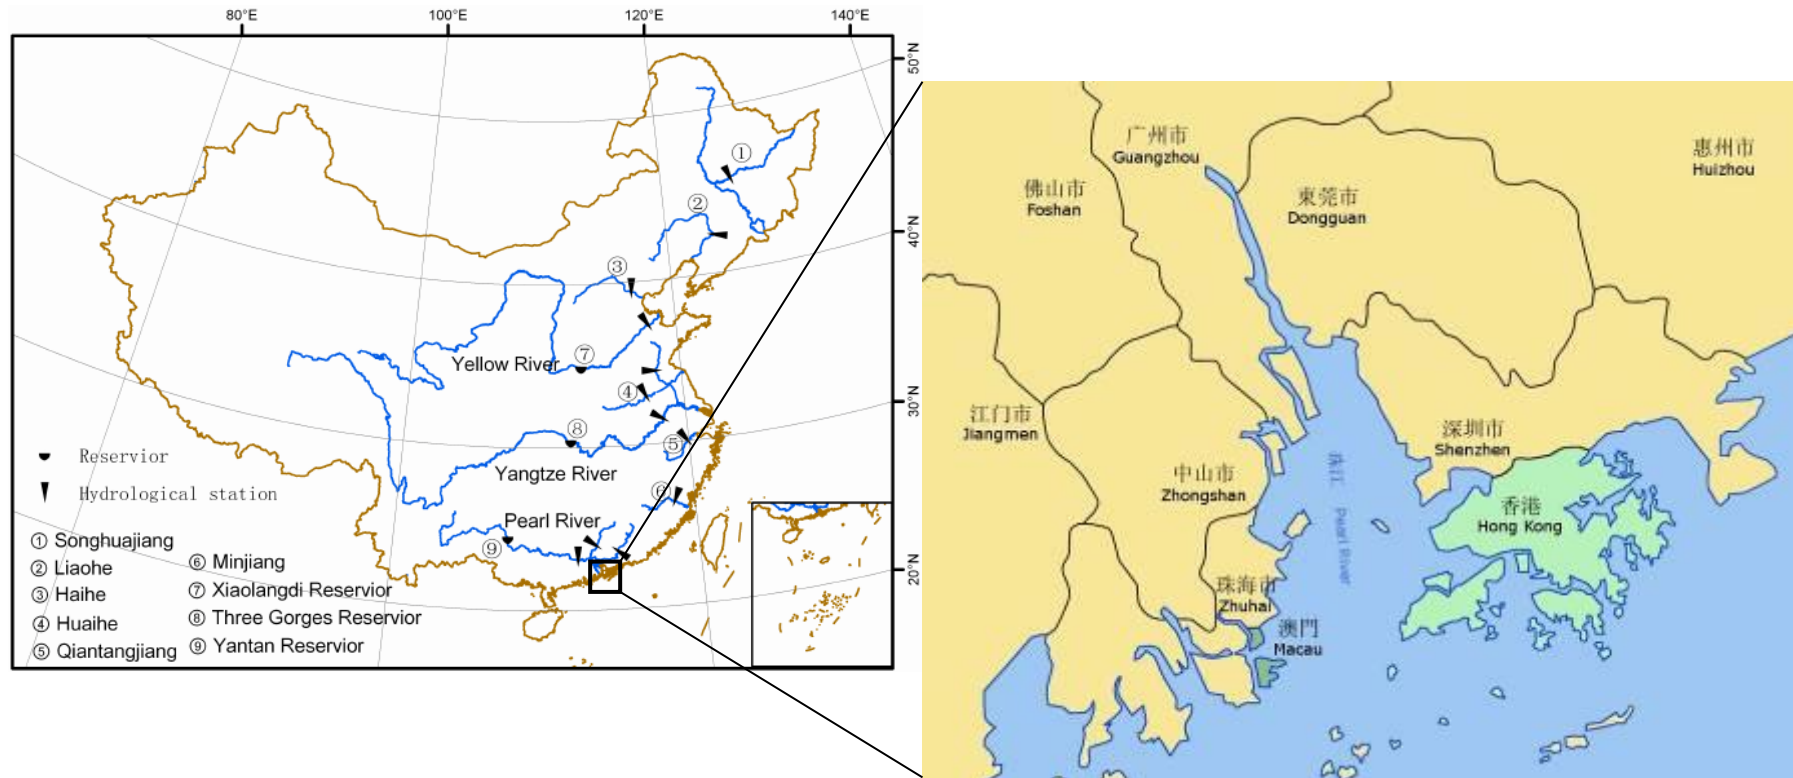 80°E
100°E
120°E
140°E
50°N
40°N
30°N
20°N
①
②
③
Yellow River
⑦
④
⑧
⑤
Yangtze River
⑥
Pearl River
⑨
Reservior
Hydrological station
① Songhuajiang
② Liaohe
③ Haihe
④ Huaihe
⑤ Qiantangjiang
⑥ Minjiang
⑦ Xiaolangdi Reservior
⑧ Three Gorges Reservior
⑨ Yantan Reservior
广州市
Guangzhou
惠州市
Huizhou
佛山市
Foshan
東莞市
Dongguan
江门市
Jiangmen
深圳市
Shenzhen
中山市
Zhongshan
珠江
Pearl River
香港
Hong Kong
珠海市
Zhuhai
澳門
Macau